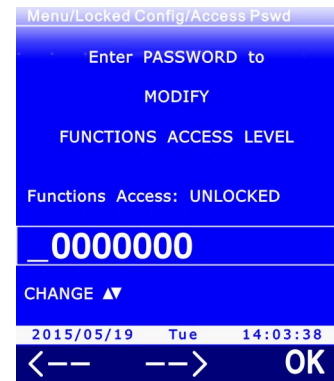 Menu/Locked Config/Access Pswd
Enter PASSWORD to
MODIFY
FUNCTIONS ACCESS LEVEL
Functions Access: UNLOCKED
_0000000
CHANGE ▲▼
2015/05/19 Tue 14:03:38
<-- --> OK